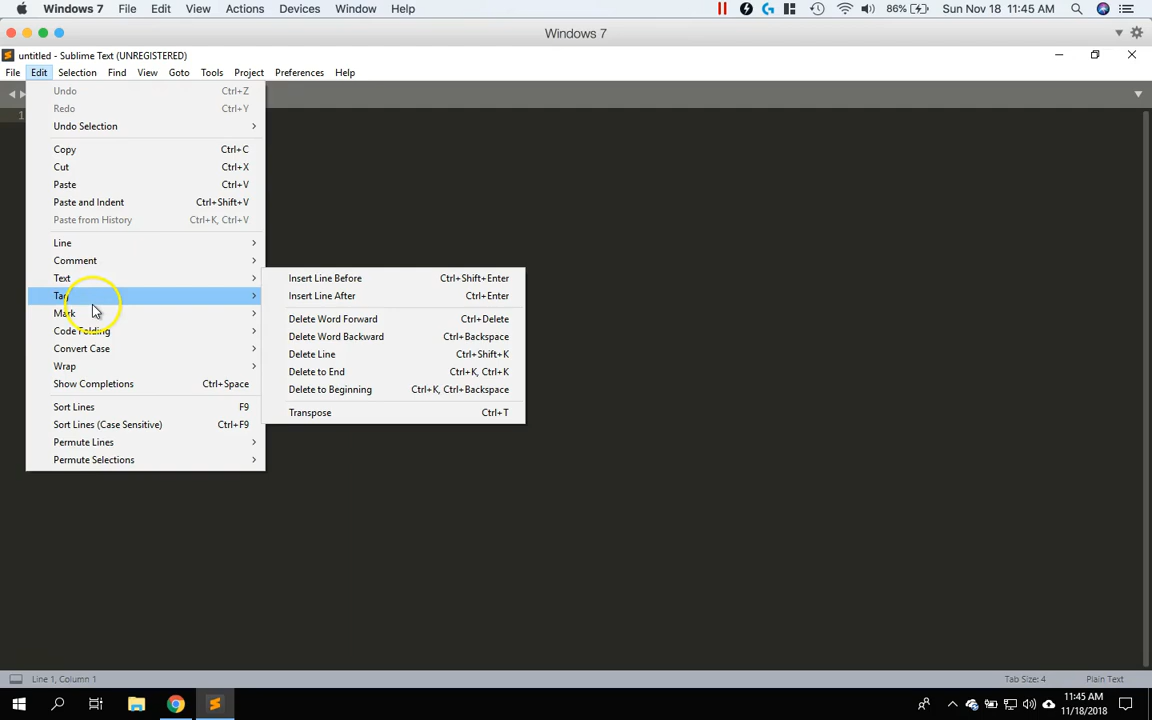 Windows 7 File Edit View Actions Devices Window Help 86% Sun Nov 18 11:45 AM
Windows 7
untitled - Sublime Text (UNREGISTERED)
File Edit Selection Find View Goto Tools Project Preferences Help
1
Undo Ctrl+Z
Redo Ctrl+Y
Undo Selection
Copy Ctrl+C
Cut Ctrl+X
Paste Ctrl+V
Paste and Indent Ctrl+Shift+V
Paste from History Ctrl+K, Ctrl+V
Line
Comment
Text
Tag
Mark
Code Folding
Convert Case
Wrap
Show Completions Ctrl+Space
Sort Lines F9
Sort Lines (Case Sensitive) Ctrl+F9
Permute Lines
Permute Selections
Insert Line Before Ctrl+Shift+Enter
Insert Line After Ctrl+Enter
Delete Word Forward Ctrl+Delete
Delete Word Backward Ctrl+Backspace
Delete Line Ctrl+Shift+K
Delete to End Ctrl+K, Ctrl+K
Delete to Beginning Ctrl+K, Ctrl+Backspace
Transpose Ctrl+T
Line 1, Column 1 Tab Size: 4 Plain Text
11:45 AM
11/18/2018